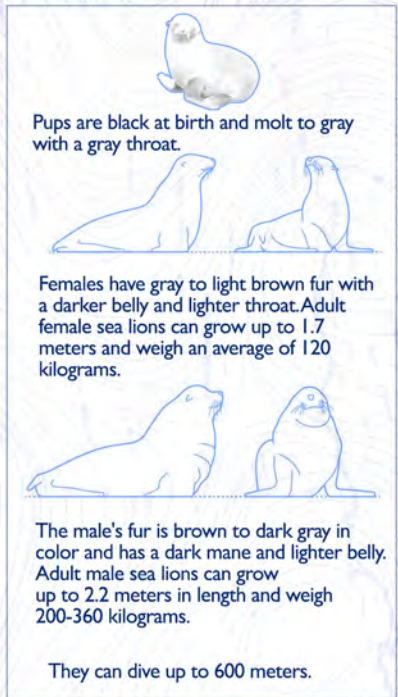 Pups are black at birth and molt to gray
with a gray throat.
Females have gray to light brown fur with
a darker belly and lighter throat.Adult
female sea lions can grow up to 1.7
meters and weigh an average of 120
kilograms.
The male's fur is brown to dark gray in
color and has a dark mane and lighter belly.
Adult male sea lions can grow
up to 2.2 meters in length and weigh
200-360 kilograms.
They can dive up to 600 meters.